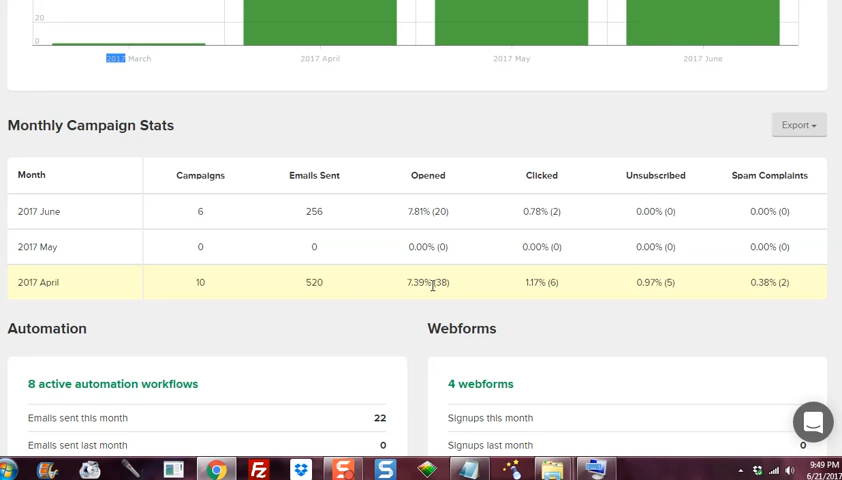 20
0
2017 March 2017 April 2017 May 2017 June
Monthly Campaign Stats
Export
Month Campaigns Emails Sent Opened Clicked Unsubscribed Spam Complaints
2017 June 6 256 7.81% (20) 0.78% (2) 0.00% (0) 0.00% (0)
2017 May 0 0 0.00% (0) 0.00% (0) 0.00% (0) 0.00% (0)
2017 April 10 520 7.39% (38) 1.17% (6) 0.97% (5) 0.38% (2)
Automation Webforms
8 active automation workflows 4 webforms
Emails sent this month 22 Signups this month
Emails sent last month 0 Signups last month 0
9:49 PM
6/21/2017